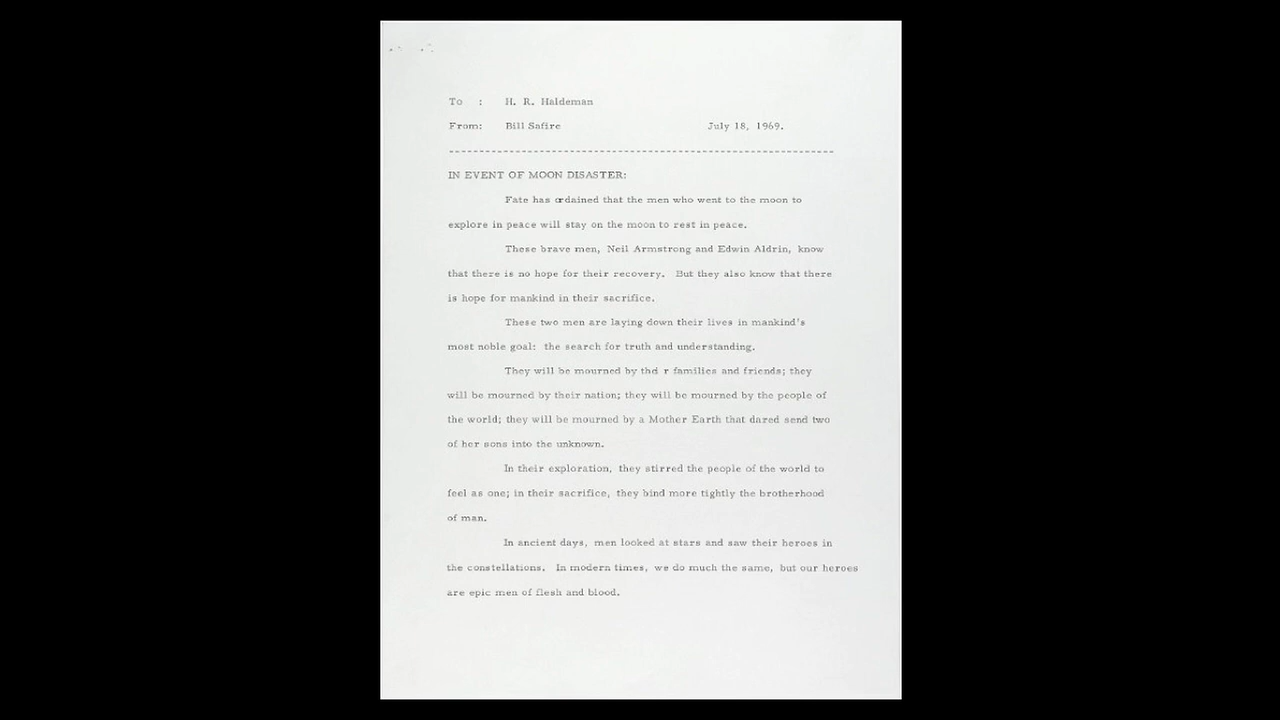 To : H. R. Haldeman
From: Bill Safire July 18, 1969.
--------------------------------------------------------------
IN EVENT OF MOON DISASTER:
Fate has ordained that the men who went to the moon to
explore in peace will stay on the moon to rest in peace.
These brave men, Neil Armstrong and Edwin Aldrin, know
that there is no hope for their recovery. But they also know that there
is hope for mankind in their sacrifice.
These two men are laying down their lives in mankind's
most noble goal: the search for truth and understanding.
They will be mourned by thei r families and friends; they
will be mourned by their nation; they will be mourned by the people of
the world; they will be mourned by a Mother Earth that dared send two
of her sons into the unknown.
In their exploration, they stirred the people of the world to
feel as one; in their sacrifice, they bind more tightly the brotherhood
of man.
In ancient days, men looked at stars and saw their heroes in
the constellations. In modern times, we do much the same, but our heroes
are epic men of flesh and blood.